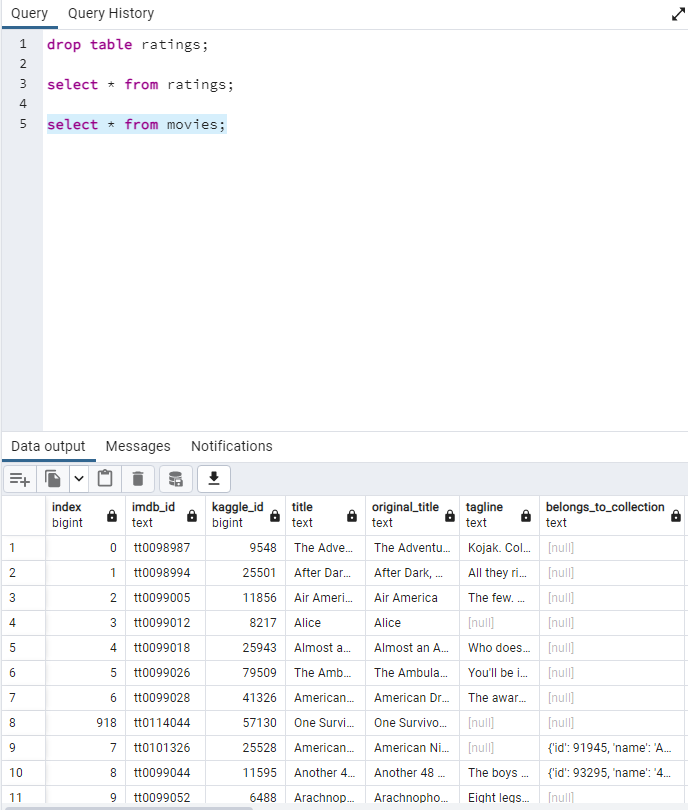 Query Query History
1 drop table ratings;
2
3 select * from ratings;
4
5 select * from movies;
Data output Messages Notifications
index imdb_id kaggle_id title original_title tagline belongs_to_collection
bigint text bigint text text text text
1 0 tt0098987 9548 The Adve... The Adventu... Kojak. Col... [null]
2 1 tt0098994 25501 After Dar... After Dark, ... All they ri... [null]
3 2 tt0099005 11856 Air Ameri... Air America The few. ... [null]
4 3 tt0099012 8217 Alice Alice [null] [null]
5 4 tt0099018 25943 Almost a... Almost an A... Who does... [null]
6 5 tt0099026 79509 The Amb... The Ambula... You'll be i... [null]
7 6 tt0099028 41326 American... American Dr... The awar... [null]
8 918 tt0114044 57130 One Survi... One Survivo... [null] [null]
9 7 tt0101326 25528 American... American Ni... [null] {'id': 91945, 'name': 'A...
10 8 tt0099044 11595 Another 4... Another 48 ... The boys ... {'id': 93295, 'name': '4...
11 9 tt0099052 6488 Arachnop... Arachnopho... Eight legs... [null]